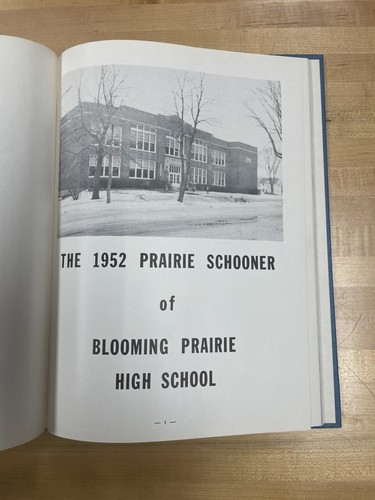 THE 1952 PRAIRIE SCHOONER
of
BLOOMING PRAIRIE
HIGH SCHOOL
— 1 —